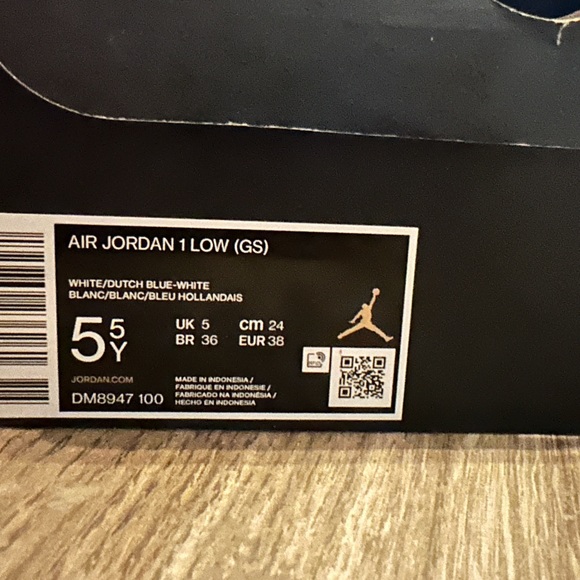 AIR JORDAN 1 LOW (GS)
WHITE/DUTCH BLUE-WHITE
BLANC/BLANC/BLEU HOLLANDAIS
5 5 Y
UK 5 cm 24
BR 36 EUR 38
JORDAN.COM
DM8947 100
MADE IN INDONESIA /
FABRIQUE EN INDONESIE /
FABRICADO NA INDONÉSIA /
HECHO EN INDONESIA